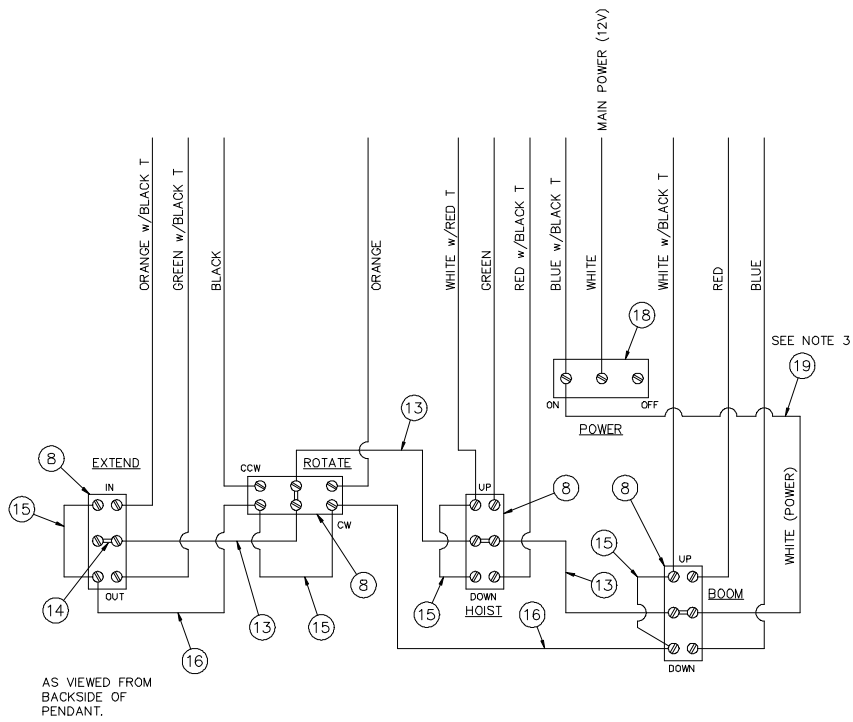 MAIN POWER (12V)
ORANGE w/BLACK T
GREEN w/BLACK T
BLACK
ORANGE
WHITE w/RED T
GREEN
RED w/BLACK T
BLUE w/BLACK T
WHITE
WHITE w/BLACK T
RED
BLUE
18
SEE NOTE 3
19
ON
OFF
POWER
13
8
EXTEND
IN
CCW
ROTATE
UP
8
8
15
CW
WHITE (POWER)
15
UP
BOOM
14
OUT
13
15
8
15
DOWN
HOIST
13
16
16
DOWN
AS VIEWED FROM
BACKSIDE OF
PENDANT.